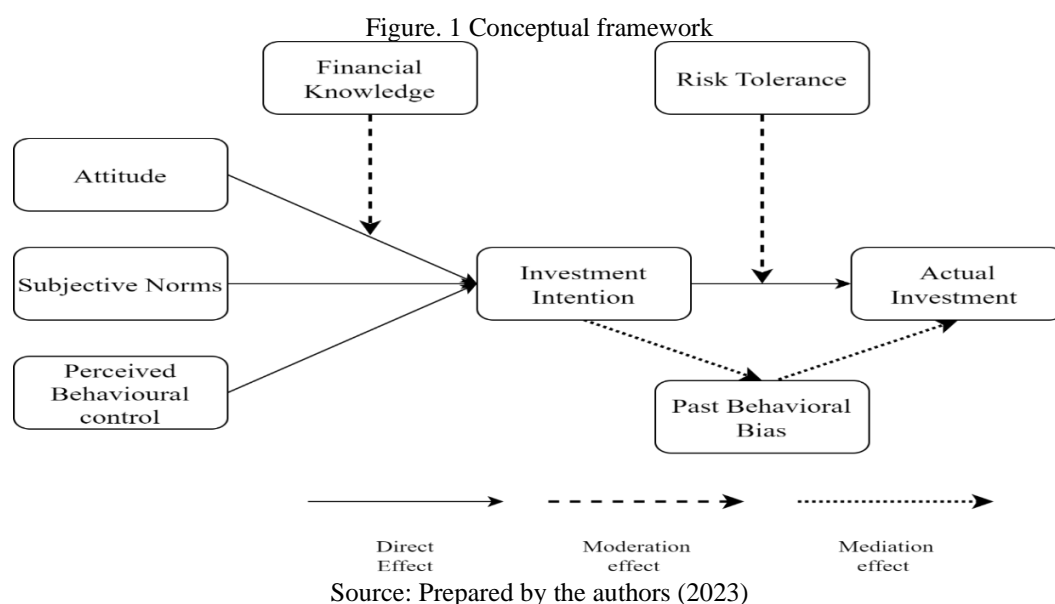 Figure. 1 Conceptual framework
Financial
Knowledge
Risk Tolerance
Attitude
Subjective Norms
Investment
Intention
Actual
Investment
Perceived
Behavioural
control
Past Behavioral
Bias
Direct
Effect
Moderation
effect
Mediation
effect
Source: Prepared by the authors (2023)